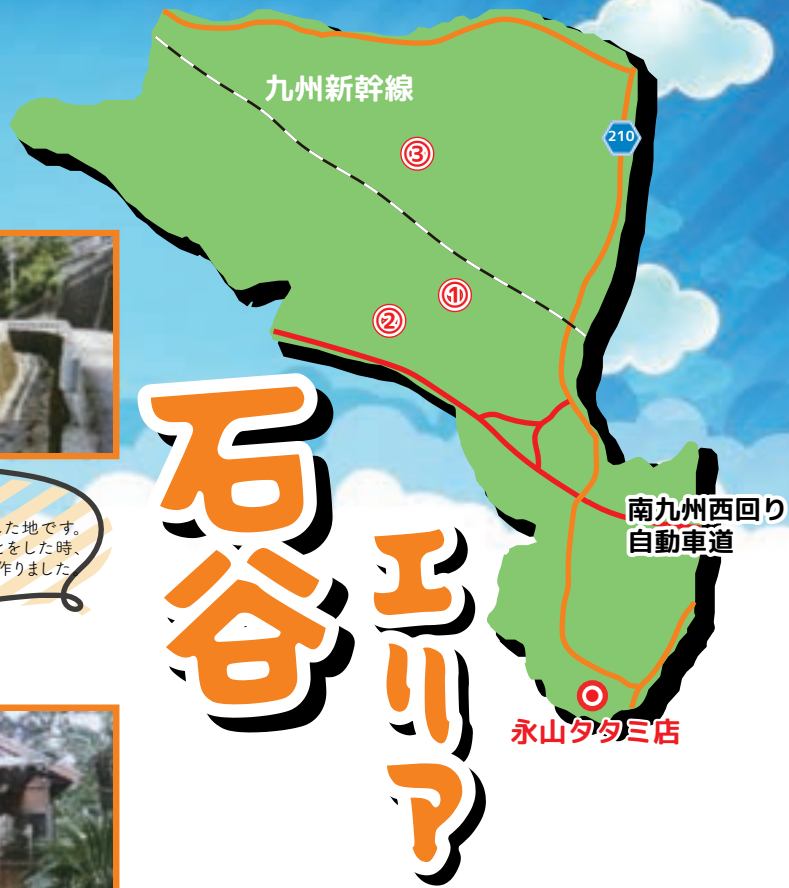 九州新幹線
210
③
①
②
石谷
エリア
した地です。
とをした時、
作りました
南九州西回り
自動車道
永山タタミ店